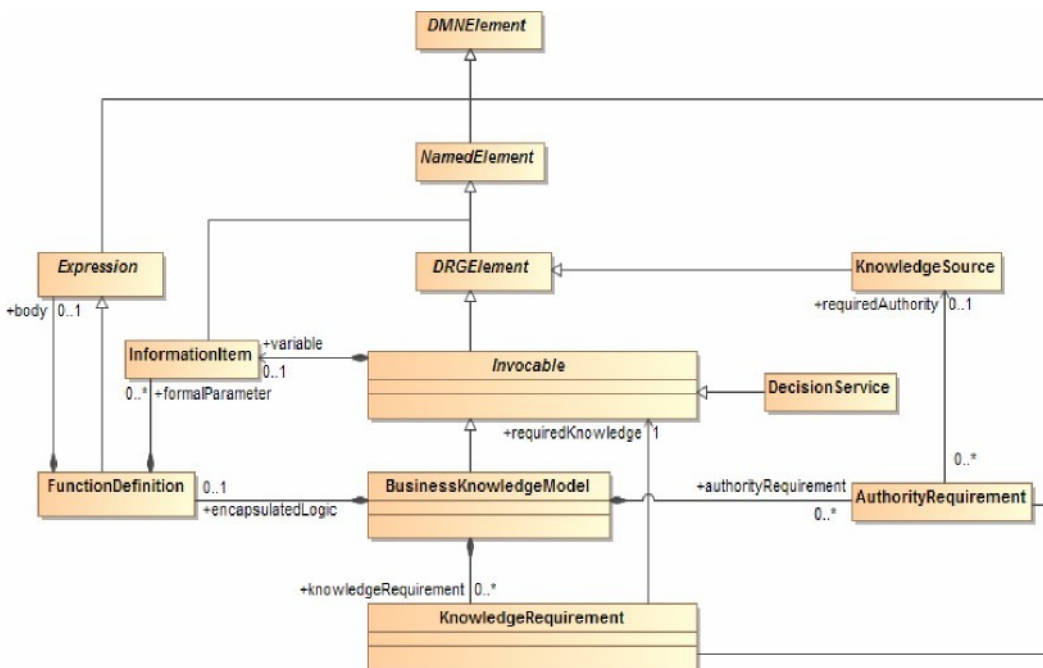 DMNElement
NamedElement
Expression
DRGElement
KnowledgeSource
+body 0..1
+requiredAuthority 0..1
InformationItem
+variable
0..1
Invocable
0..* +formalParameter
DecisionService
+requiredKnowledge 1
0..*
FunctionDefinition
0..1
+encapsulatedLogic
BusinessKnowledgeModel
+authorityRequirement
0..*
AuthorityRequirement
+knowledgeRequirement 0..*
KnowledgeRequirement